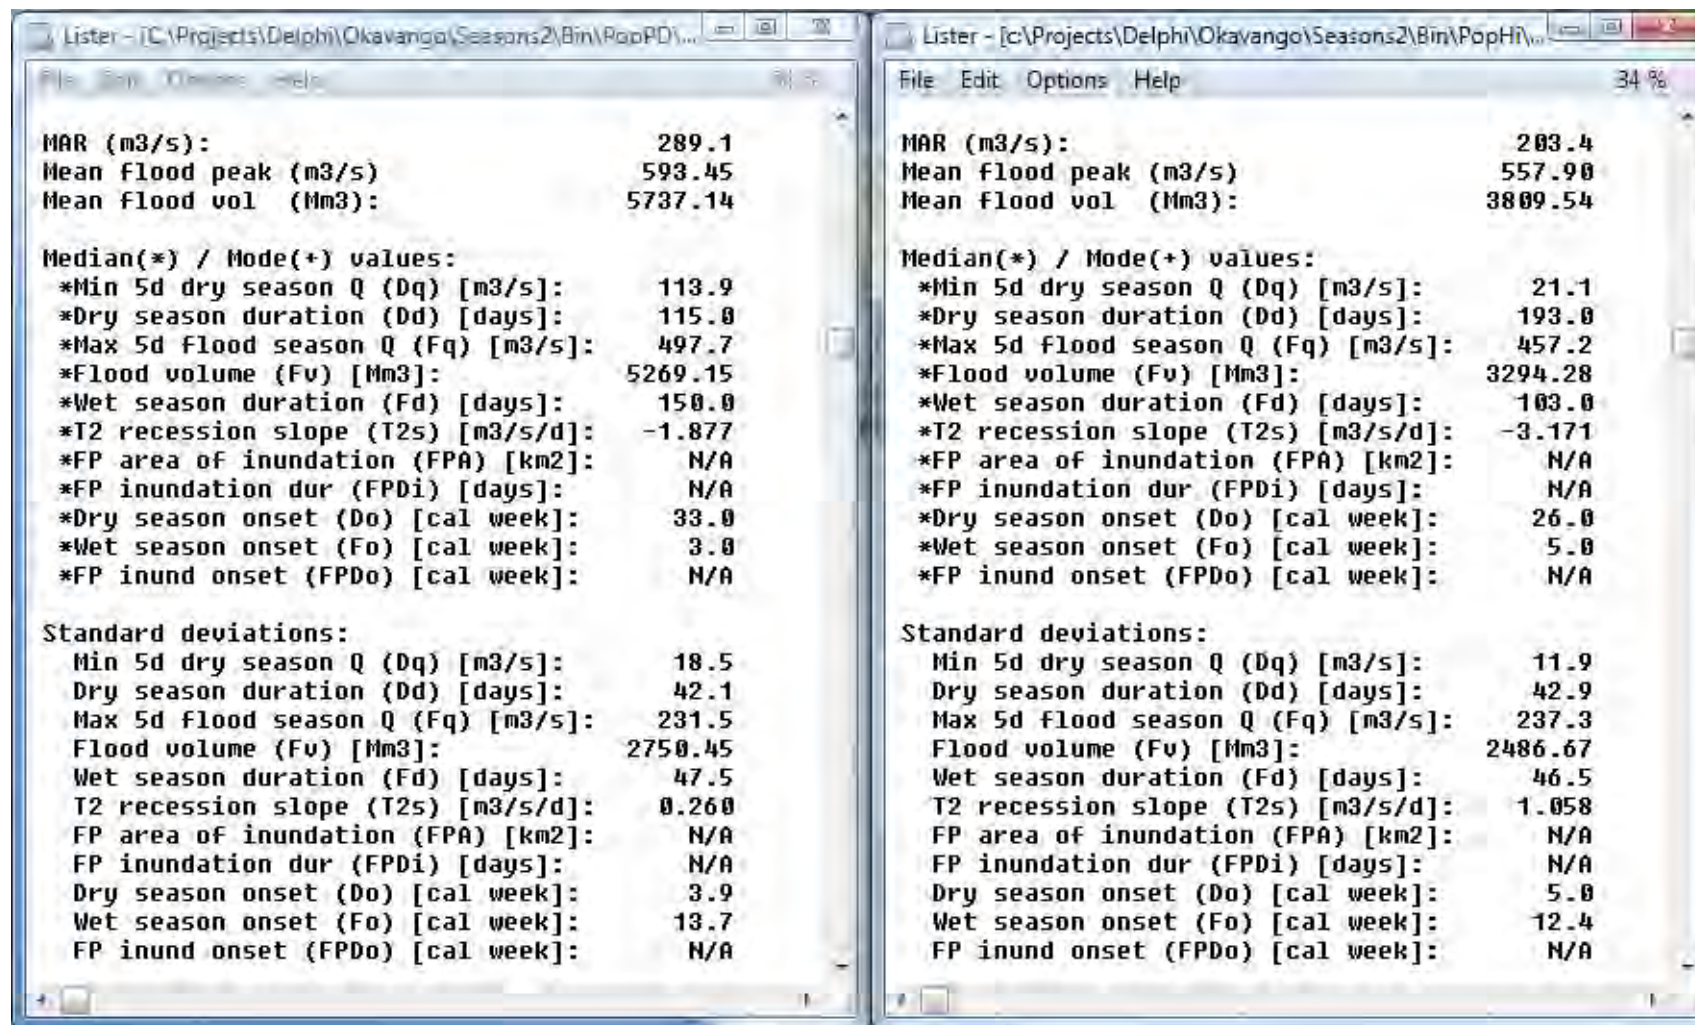 Lister - [C:\Projects\Delphi\Okavango\Seasons2\Bin\PopPD\...
File Edit Options Help
MAR (m3/s): 289.1
Mean flood peak (m3/s) 593.45
Mean flood vol (Mm3): 5737.14
Median(*) / Mode(+) values:
*Min 5d dry season Q (Dq) [m3/s]: 113.9
*Dry season duration (Dd) [days]: 115.0
*Max 5d flood season Q (Fq) [m3/s]: 497.7
*Flood volume (Fv) [Mm3]: 5269.15
*Wet season duration (Fd) [days]: 150.0
*T2 recession slope (T2s) [m3/s/d]: -1.877
*FP area of inundation (FPA) [km2]: N/A
*FP inundation dur (FPDi) [days]: N/A
*Dry season onset (Do) [cal week]: 33.0
*Wet season onset (Fo) [cal week]: 3.0
*FP inund onset (FPDo) [cal week]: N/A
Standard deviations:
Min 5d dry season Q (Dq) [m3/s]: 18.5
Dry season duration (Dd) [days]: 42.1
Max 5d flood season Q (Fq) [m3/s]: 231.5
Flood volume (Fv) [Mm3]: 2750.45
Wet season duration (Fd) [days]: 47.5
T2 recession slope (T2s) [m3/s/d]: 0.260
FP area of inundation (FPA) [km2]: N/A
FP inundation dur (FPDi) [days]: N/A
Dry season onset (Do) [cal week]: 3.9
Wet season onset (Fo) [cal week]: 13.7
FP inund onset (FPDo) [cal week]: N/A
Lister - [c:\Projects\Delphi\Okavango\Seasons2\Bin\PopHi\...
File Edit Options Help 34 %
MAR (m3/s): 203.4
Mean flood peak (m3/s) 557.90
Mean flood vol (Mm3): 3809.54
Median(*) / Mode(+) values:
*Min 5d dry season Q (Dq) [m3/s]: 21.1
*Dry season duration (Dd) [days]: 193.0
*Max 5d flood season Q (Fq) [m3/s]: 457.2
*Flood volume (Fv) [Mm3]: 3294.28
*Wet season duration (Fd) [days]: 103.0
*T2 recession slope (T2s) [m3/s/d]: -3.171
*FP area of inundation (FPA) [km2]: N/A
*FP inundation dur (FPDi) [days]: N/A
*Dry season onset (Do) [cal week]: 26.0
*Wet season onset (Fo) [cal week]: 5.0
*FP inund onset (FPDo) [cal week]: N/A
Standard deviations:
Min 5d dry season Q (Dq) [m3/s]: 11.9
Dry season duration (Dd) [days]: 42.9
Max 5d flood season Q (Fq) [m3/s]: 237.3
Flood volume (Fv) [Mm3]: 2486.67
Wet season duration (Fd) [days]: 46.5
T2 recession slope (T2s) [m3/s/d]: 1.058
FP area of inundation (FPA) [km2]: N/A
FP inundation dur (FPDi) [days]: N/A
Dry season onset (Do) [cal week]: 5.0
Wet season onset (Fo) [cal week]: 12.4
FP inund onset (FPDo) [cal week]: N/A